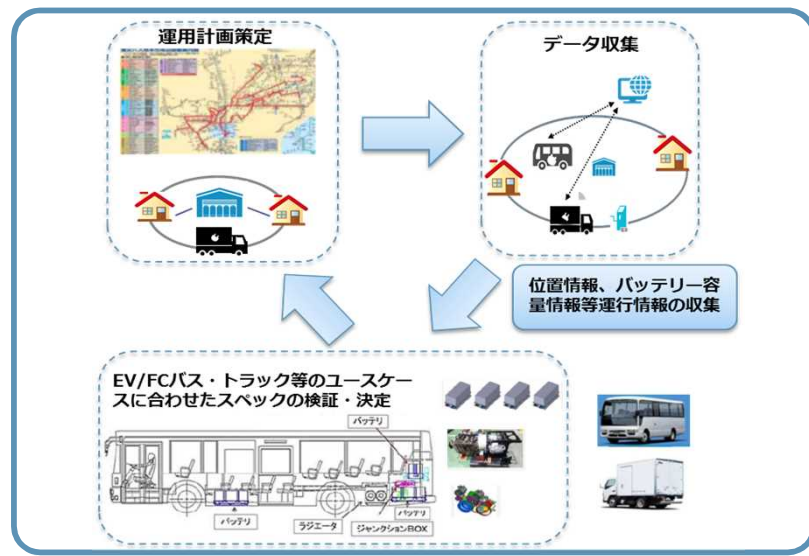 運用計画策定
データ収集
位置情報、バッテリー容
量情報等運行情報の収集
EV/FCバス・トラック等のユースケー
スに合わせたスペックの検証・決定
バッテリ
バッテリ
ラジエータ
ジャンクションBOX
バッテリ